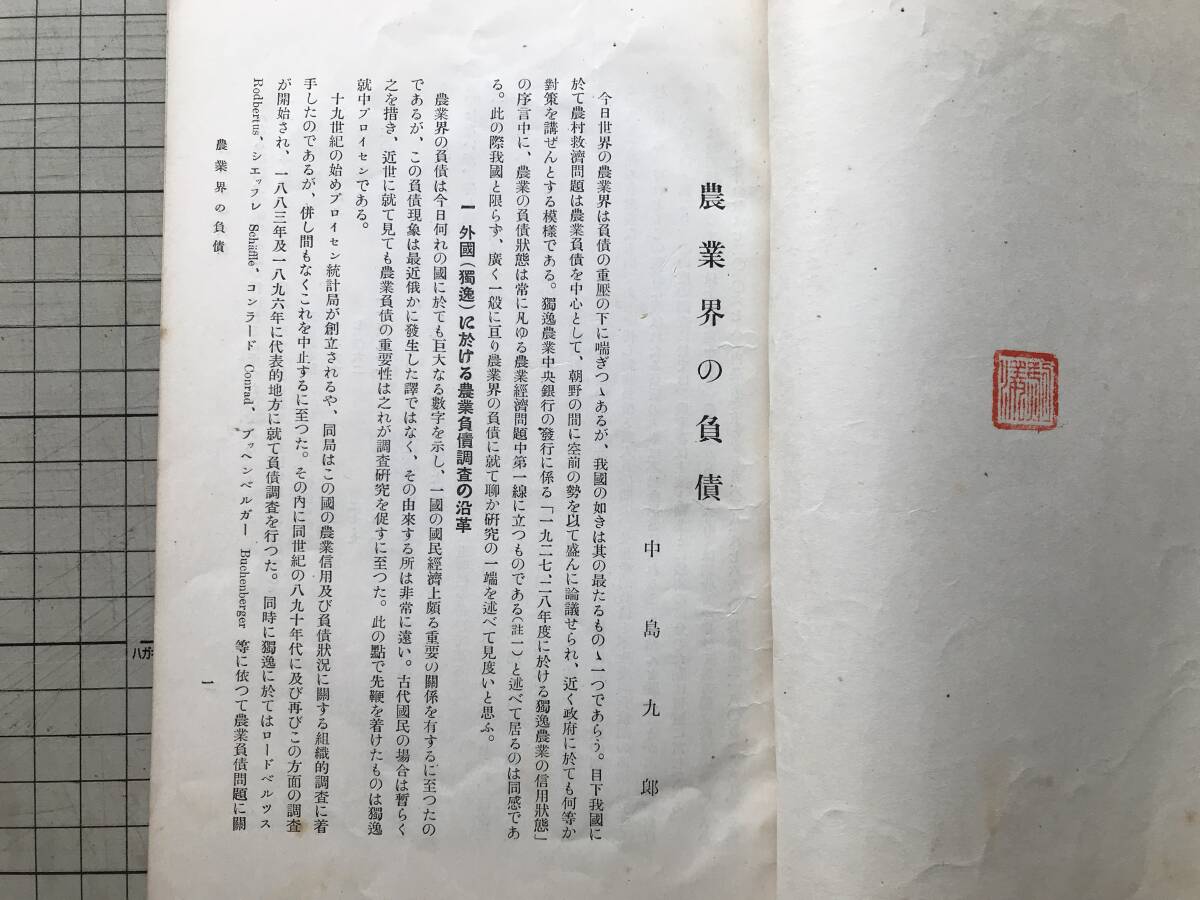 農業界の負債
中島九郎
今日世界の農業界は負債の重壓の下に喘ぎつゝあるが、我國の如きは其の最たるものゝ一つであらう。目下我國に
於て農村救濟問題は農業負債を中心として、朝野の間に空前の勢を以て盛んに論議せられ、近く政府に於ても何等か
對策を講ぜんとする模樣である。獨逸農業中央銀行の發行に係る「一九二七、二八年度に於ける獨逸農業の信用狀態」
の序言中に、農業の負債狀態は常に凡ゆる農業經濟問題中第一線に立つものである(註一)と述べて居るのは同感であ
る。此の際我國と限らず、廣く一般に亘り農業界の負債に就て聊か研究の一端を述べて見度いと思ふ。
一 外國(獨逸)に於ける農業負債調査の沿革
農業界の負債は今日何れの國に於ても巨大なる數字を示し、一國の國民經濟上頗る重要の關係を有するに至つたの
であるが、この負債現象は最近俄かに發生した譯ではなく、その由來する所は非常に遠い。古代國民の場合は暫らく
之を措き、近世に就て見ても農業負債の重要性は之れが調査研究を促すに至つた。此の點で先鞭を着けたものは獨逸
就中プロイセンである。
十九世紀の始めプロイセン統計局が創立されるや、同局はこの國の農業信用及び負債狀況に關する組織的調査に着
手したのであるが、併し間もなくこれを中止するに至つた。その內に同世紀の八九十年代に及び再びこの方面の調査
が開始され、一八八三年及一八九六年に代表的地方に就て負債調査を行つた。同時に獨逸に於てはロードベルツス
Rodbertus、シエッフレ Schäffle、コンラード Conrad、ブッヘンベルガー Buchenberger 等に依つて農業負債問題に關
農業界の負債
一
ハガキ